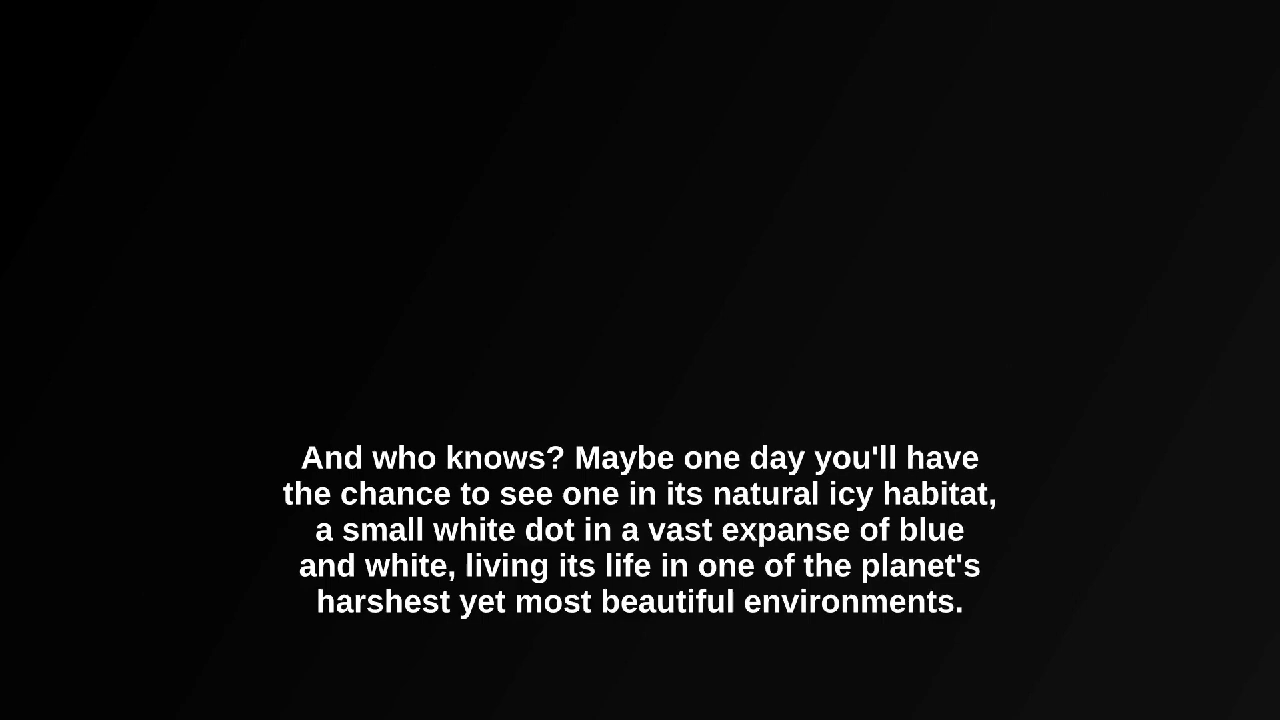 And who knows? Maybe one day you'll have
the chance to see one in its natural icy habitat,
a small white dot in a vast expanse of blue
and white, living its life in one of the planet's
harshest yet most beautiful environments.